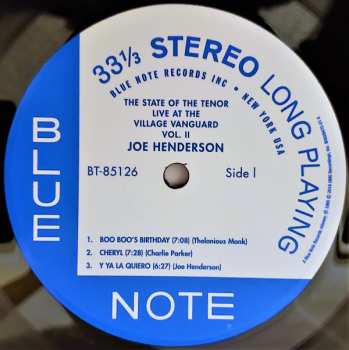 33⅓ STEREO LONG PLAYING
BLUE NOTE RECORDS INC • NEW YORK USA
THE STATE OF THE TENOR
LIVE AT THE
VILLAGE VANGUARD
VOL. II
JOE HENDERSON
BT-85126 Side I
1. BOO BOO'S BIRTHDAY (7:08) (Thelonious Monk)
2. CHERYL (7:28) (Charlie Parker)
3. Y YA LA QUIERO (6:27) (Joe Henderson)
BLUE
NOTE